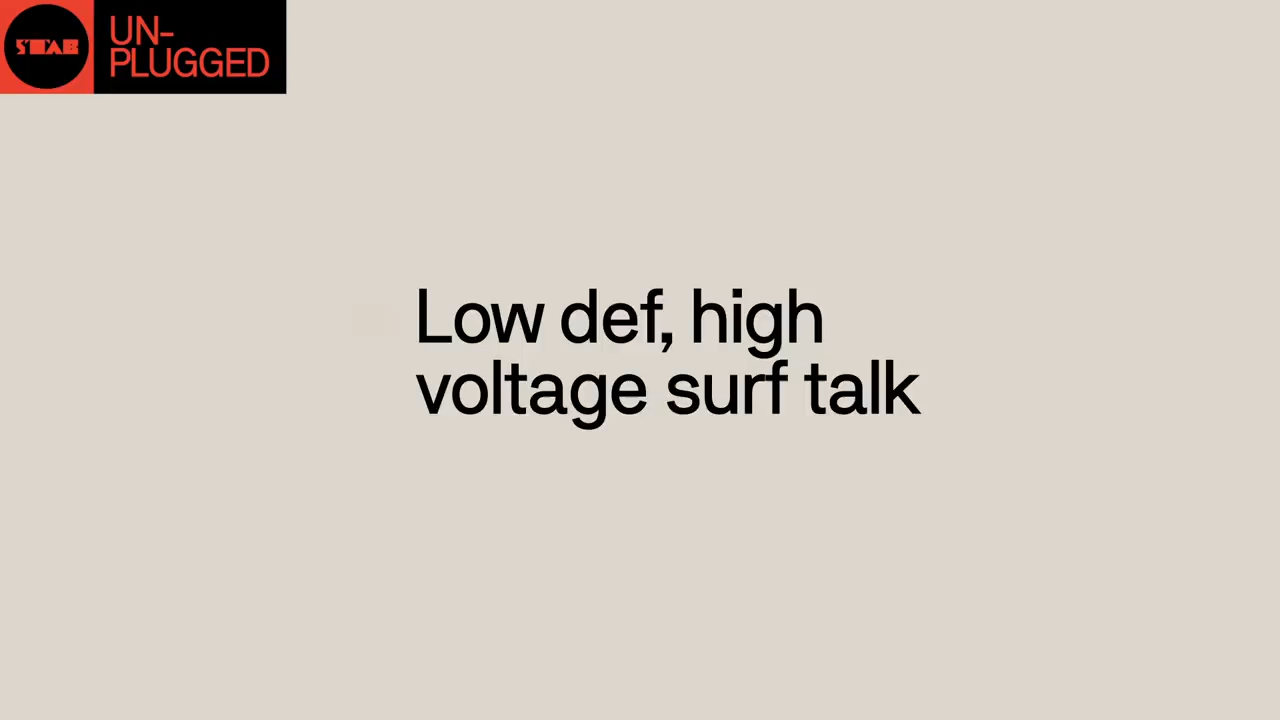 STAB
UN-
PLUGGED
Low def, high
voltage surf talk